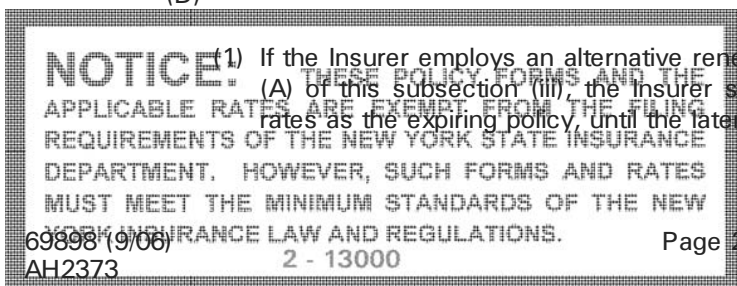 (1) If the Insurer employs an alternative
NOTICE: THESE POLICY FORMS AND THE
(A) of this subsection (iii), the Insurer
APPLICABLE RATES ARE EXEMPT FROM THE FILING
rates as the expiring policy, until the later
REQUIREMENTS OF THE NEW YORK STATE INSURANCE
DEPARTMENT. HOWEVER, SUCH FORMS AND RATES
MUST MEET THE MINIMUM STANDARDS OF THE NEW
YORK INSURANCE LAW AND REGULATIONS.
69898 (9/06) Page
2 - 13000
AH2373